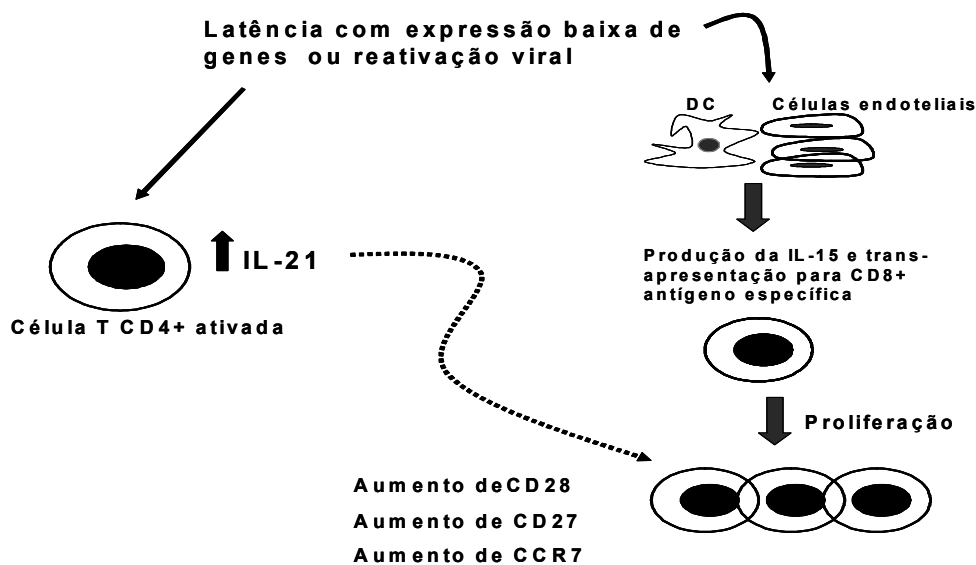 Latência com expressão baixa de
genes ou reativação viral
DC
Células endoteliais
IL-21
Célula T CD4+ ativada
Produção da IL-15 e trans-
apresentação para CD8+
antígeno específica
Proliferação
Aumento deCD28
Aumento de CD27
Aumento de CCR7